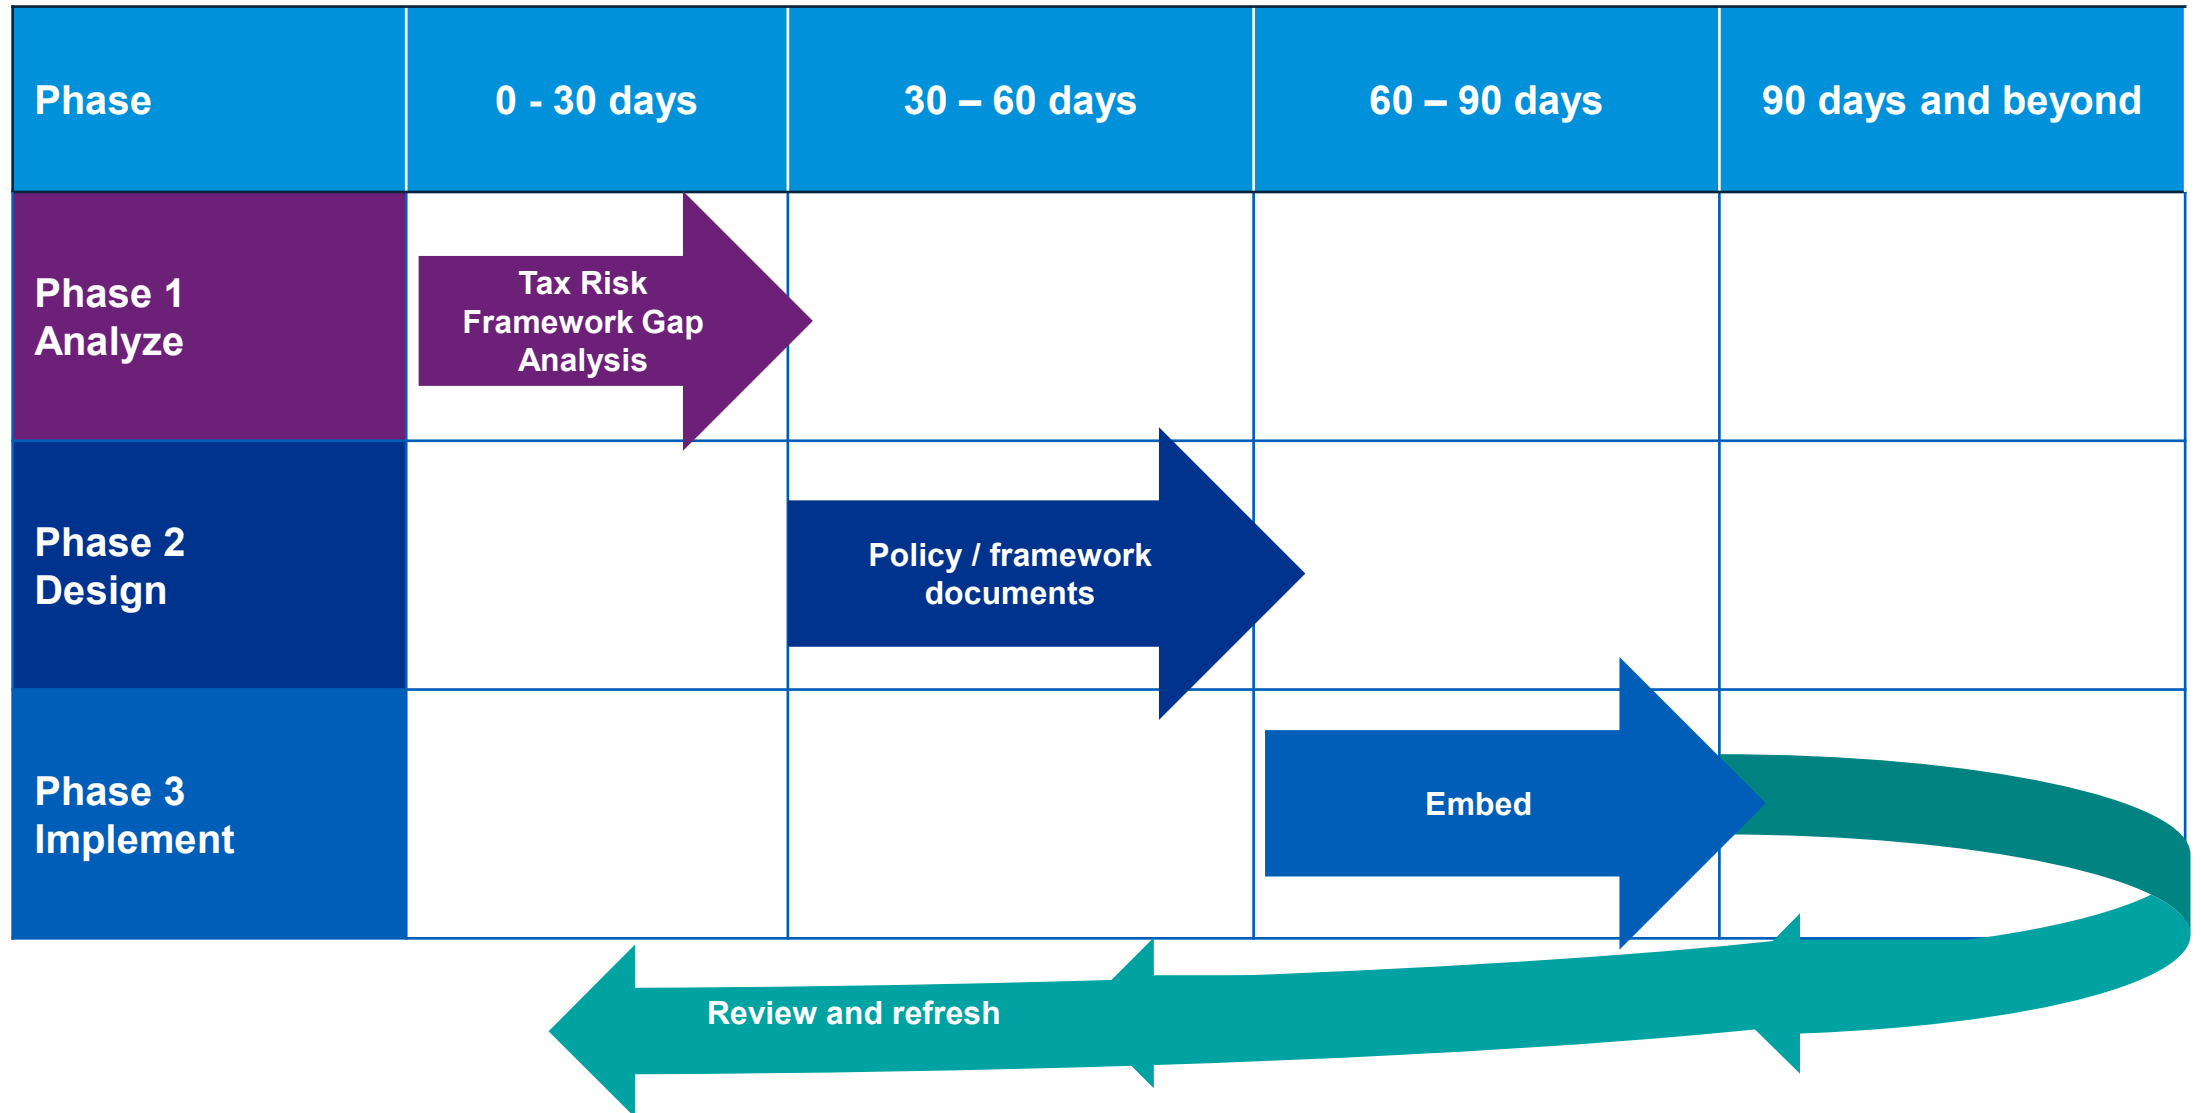 Phase
0 - 30 days
30 – 60 days
60 – 90 days
90 days and beyond
Phase 1
Analyze
Tax Risk
Framework Gap
Analysis
Phase 2
Design
Policy / framework
documents
Phase 3
Implement
Embed
Review and refresh